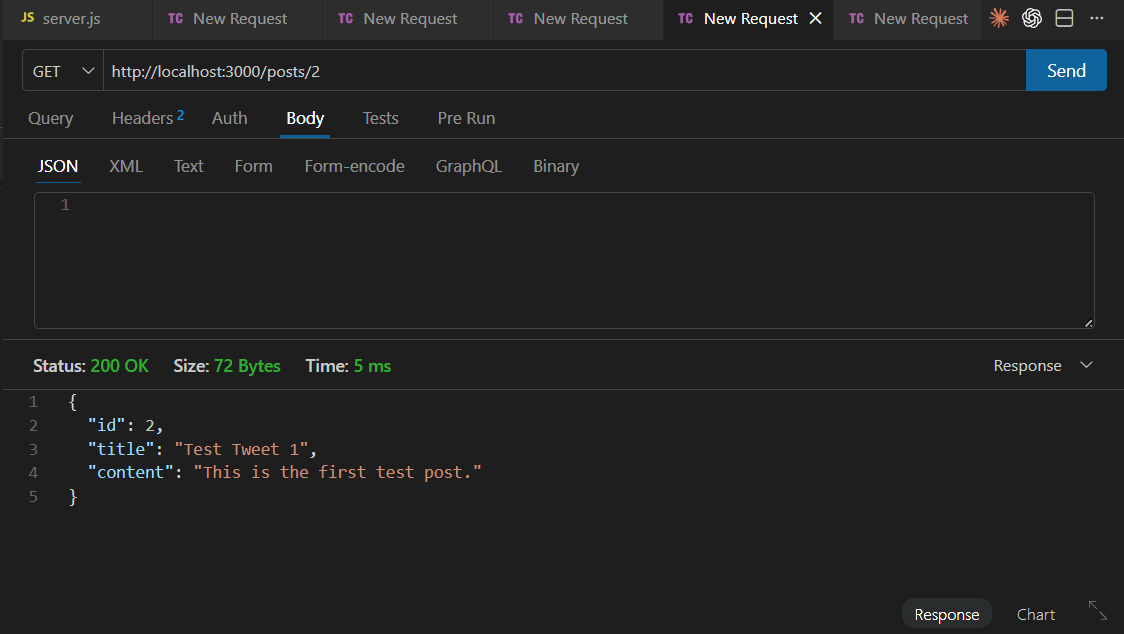 JS server.js TC New Request TC New Request TC New Request TC New Request TC New Request
GET http://localhost:3000/posts/2 Send
Query Headers 2 Auth Body Tests Pre Run
JSON XML Text Form Form-encode GraphQL Binary
1
Status: 200 OK Size: 72 Bytes Time: 5 ms Response
1 {
2 "id": 2,
3 "title": "Test Tweet 1",
4 "content": "This is the first test post."
5 }
Response Chart